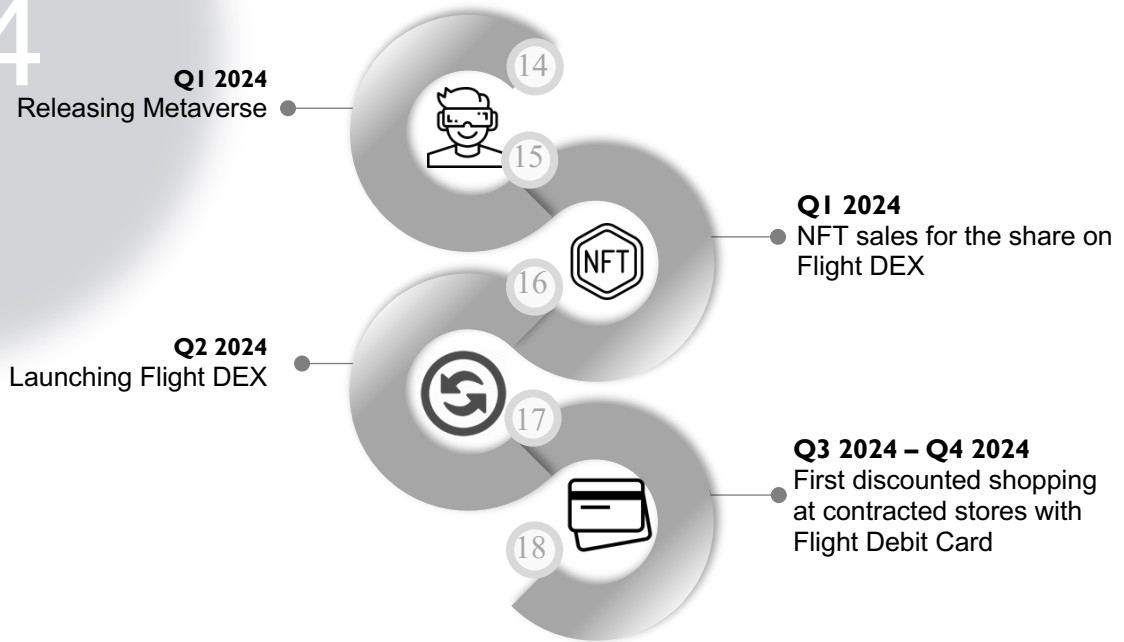 4
Q1 2024
Releasing Metaverse
14
15
Q1 2024
NFT sales for the share on
Flight DEX
NFT
16
Q2 2024
Launching Flight DEX
17
Q3 2024 – Q4 2024
First discounted shopping
at contracted stores with
Flight Debit Card
18